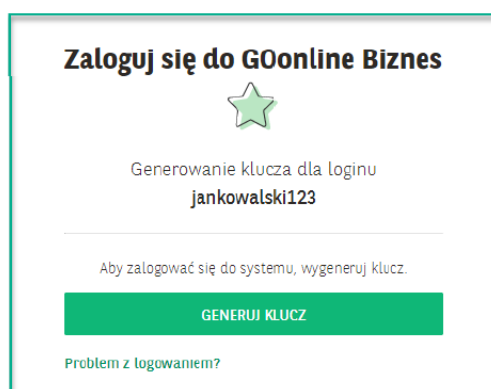 Zaloguj się do GOonline Biznes
Generowanie klucza dla loginu
jankowalski123
Aby zalogować się do systemu, wygeneruj klucz.
GENERUJ KLUCZ
Problem z logowaniem?